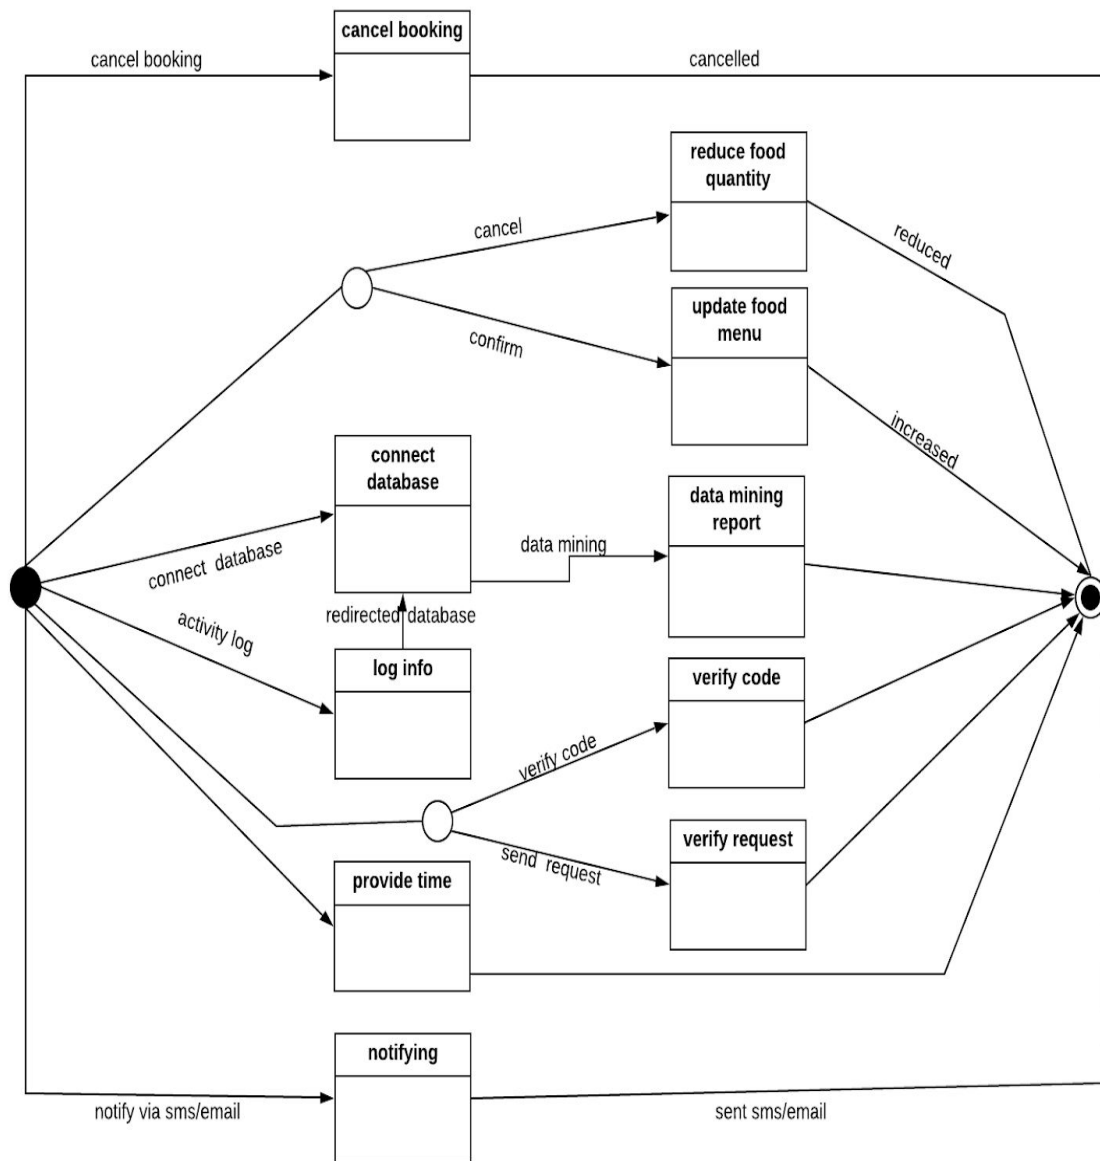 cancel booking
cancel booking
cancelled
reduce food
quantity
cancel
reduced
update food
menu
confirm
increased
connect
database
data mining
report
connect  database
data mining
redirected  database
activity log
log info
verify code
verify code
send  request
verify request
provide time
notifying
notify via sms/email
sent sms/email